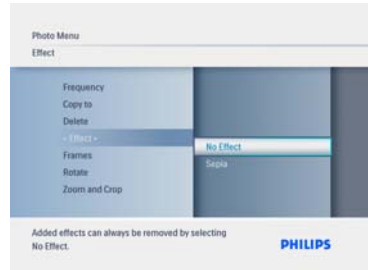 Photo Menu
Effect
Frequency
Copy to
Delete
- Effect -
Frames
Rotate
Zoom and Crop
No Effect
Sepia
Added effects can always be removed by selecting
No Effect.
PHILIPS